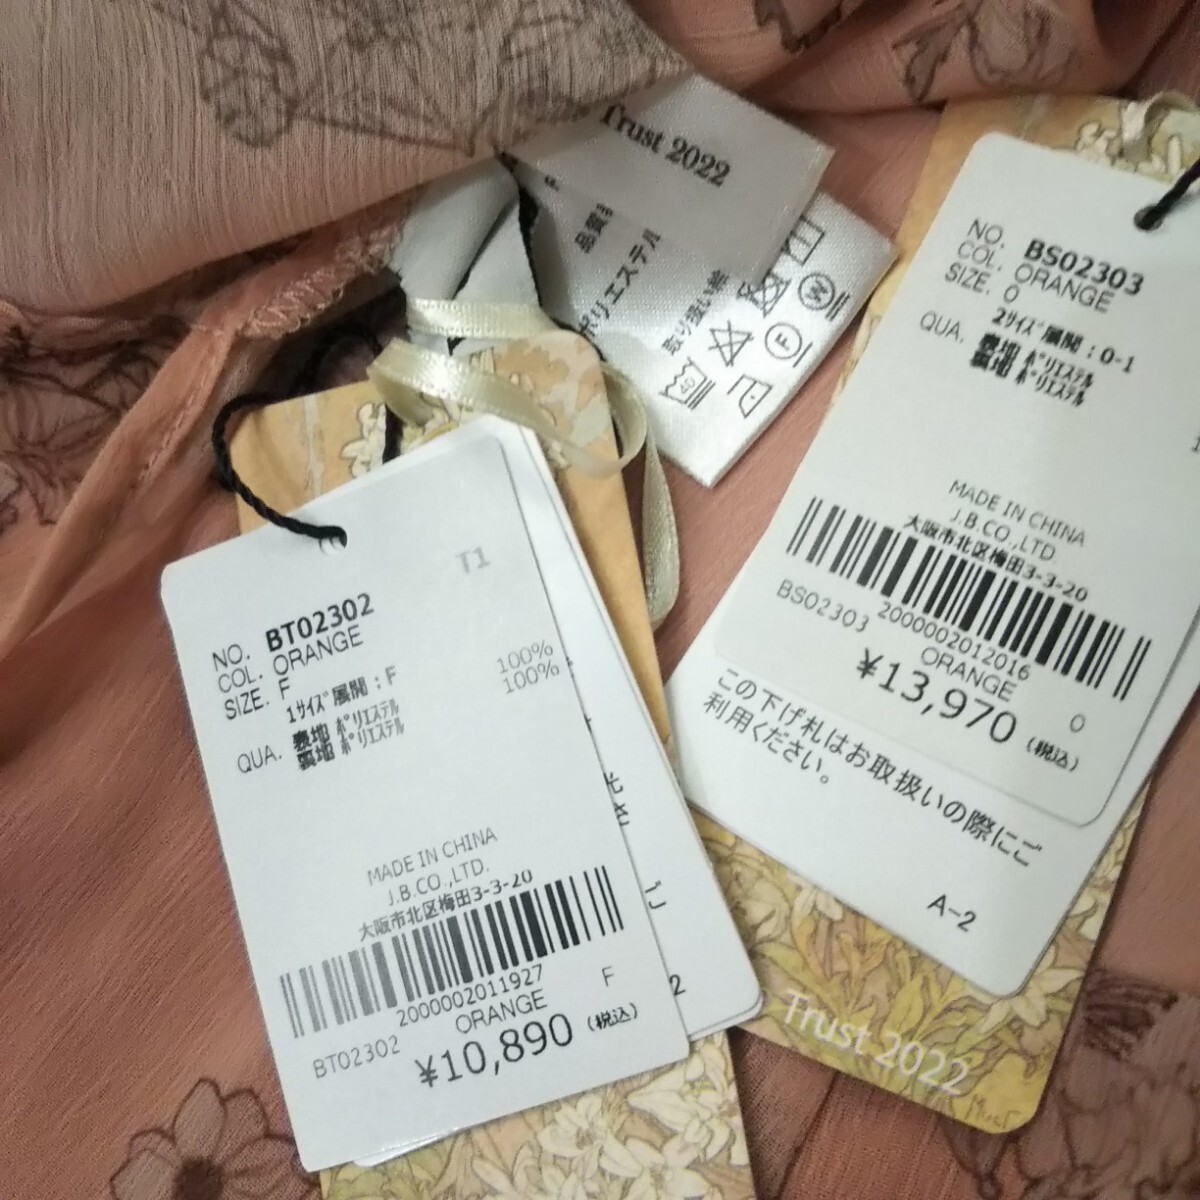 Trust 2022
ポリエステル
取り扱い
40
F
W
T1
NO. BT02302
COL. ORANGE
SIZE. F
1サイズ展開：F
QUA. 表地 ポリエステル 100%
裏地 ポリエステル 100%
MADE IN CHINA
J.B.CO.,LTD.
大阪市北区梅田3-3-20
2000002011927
BT02302 ORANGE F
¥10,890 (税込)
2
NO. BS02303
COL. ORANGE
SIZE. 0
2サイズ展開：0-1
QUA. 表地 ポリエステル
裏地 ポリエステル
MADE IN CHINA
J.B.CO.,LTD
大阪市北区梅田3-3-20
2000002012016
BS02303 ORANGE 0
¥13,970 (税込)
この下げ札はお取扱いの際にご
利用ください。
A-2
Trust 2022